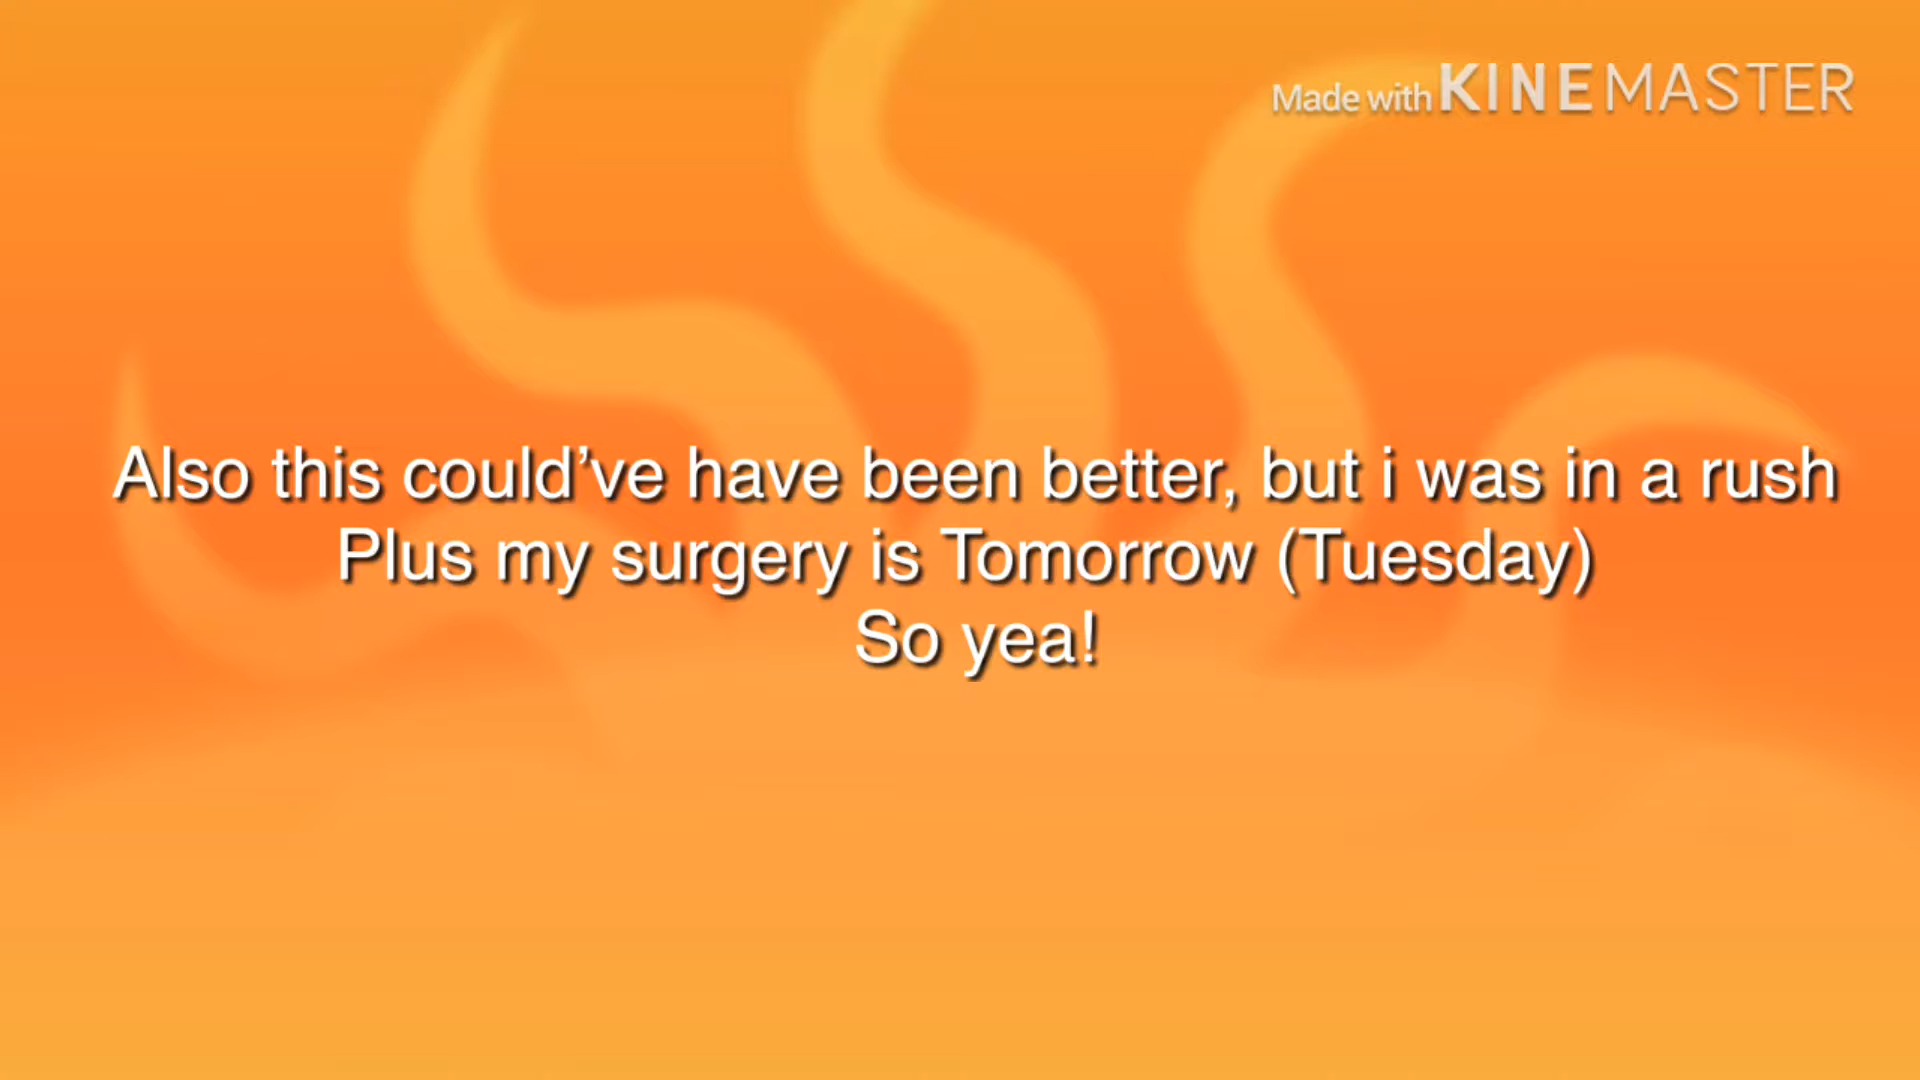 Made with KINEMASTER
Also this could’ve have been better, but i was in a rush
Plus my surgery is Tomorrow (Tuesday)
So yea!